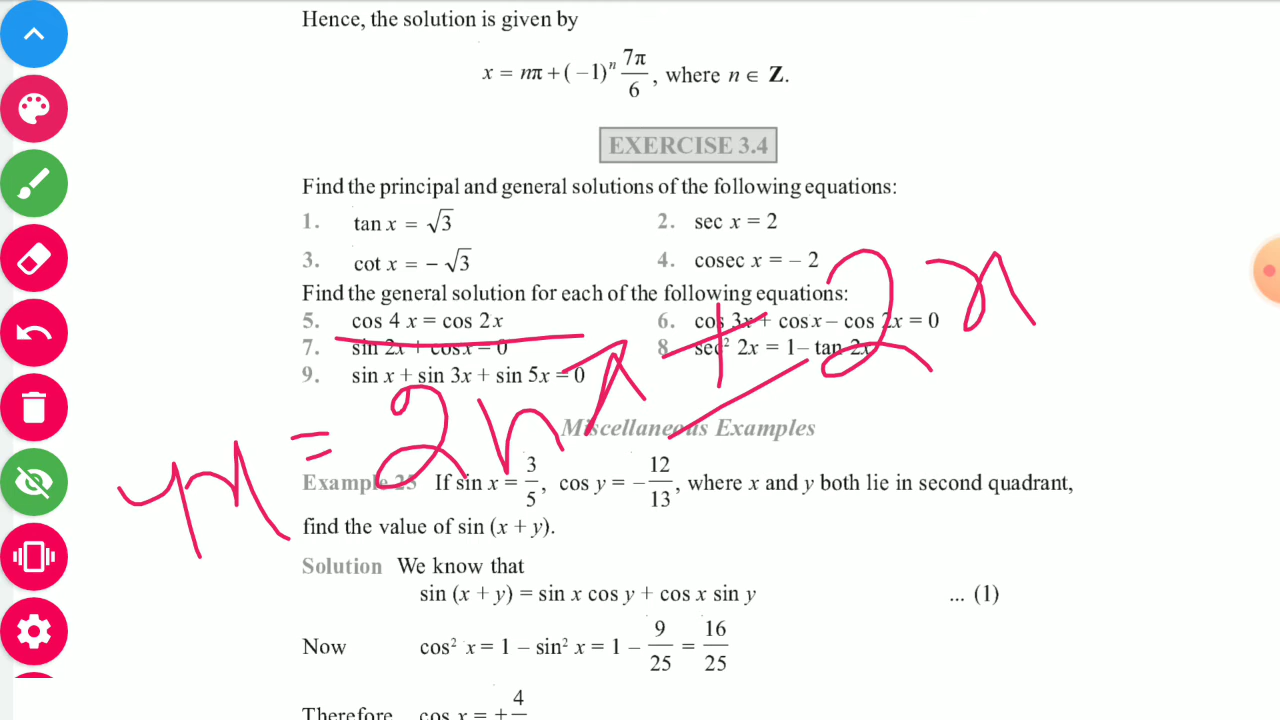 Hence, the solution is given by
x = nπ + (–1)ⁿ 7π/6, where n ∈ Z.
EXERCISE 3.4
Find the principal and general solutions of the following equations:
1. tan x = √3 2. sec x = 2
3. cot x = – √3 4. cosec x = – 2
Find the general solution for each of the following equations:
5. cos 4 x = cos 2x 6. cos 3x + cos x – cos 2x = 0
7. sin 2x + cos x = 0 8. sec² 2x = 1– tan 2x
9. sin x + sin 3x + sin 5x = 0
4x = 2nπ ± 2x
Miscellaneous Examples
Example 25 If sin x = 3/5, cos y = – 12/13, where x and y both lie in second quadrant,
find the value of sin (x + y).
Solution We know that
sin (x + y) = sin x cos y + cos x sin y ... (1)
Now cos² x = 1 – sin² x = 1 – 9/25 = 16/25
Therefore cos x = ± 4